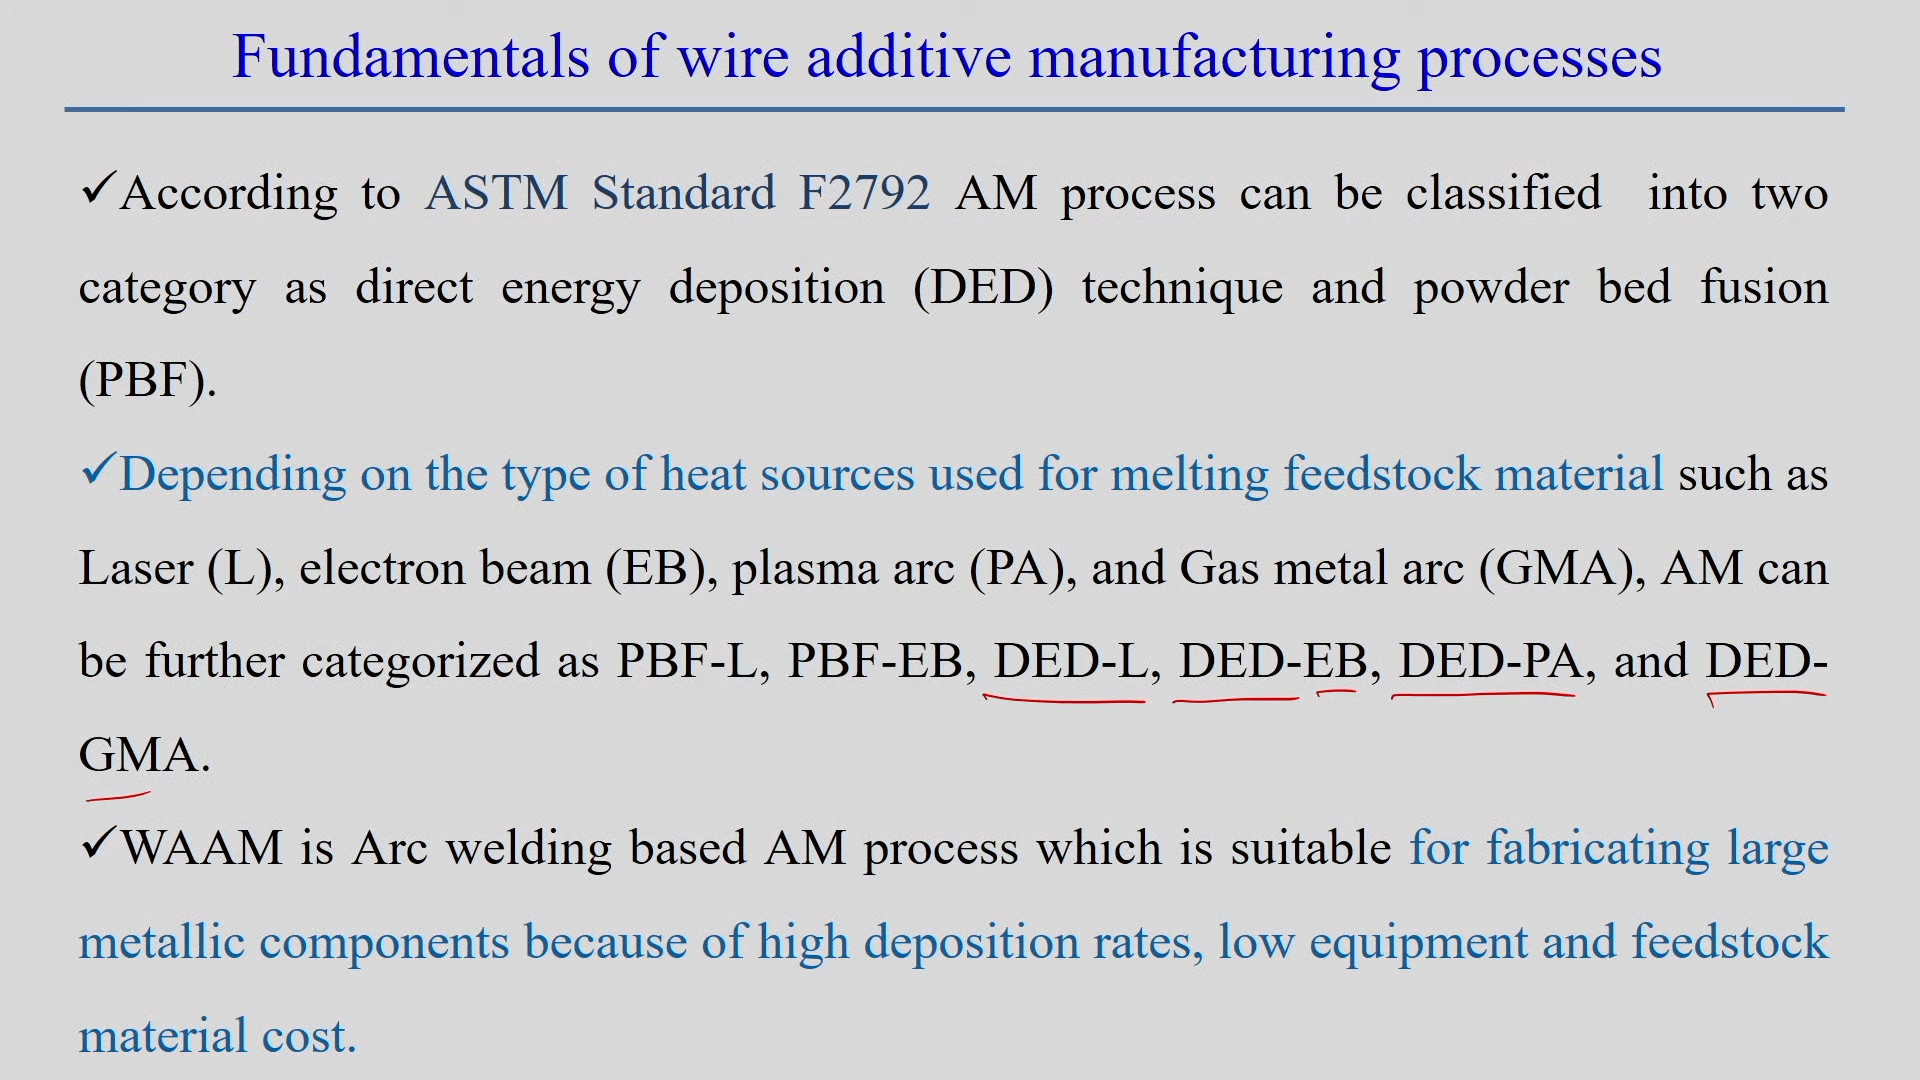 Fundamentals of wire additive manufacturing processes
✓According to ASTM Standard F2792 AM process can be classified into two
category as direct energy deposition (DED) technique and powder bed fusion
(PBF).
✓Depending on the type of heat sources used for melting feedstock material such as
Laser (L), electron beam (EB), plasma arc (PA), and Gas metal arc (GMA), AM can
be further categorized as PBF-L, PBF-EB, DED-L, DED-EB, DED-PA, and DED-
GMA.
✓WAAM is Arc welding based AM process which is suitable for fabricating large
metallic components because of high deposition rates, low equipment and feedstock
material cost.